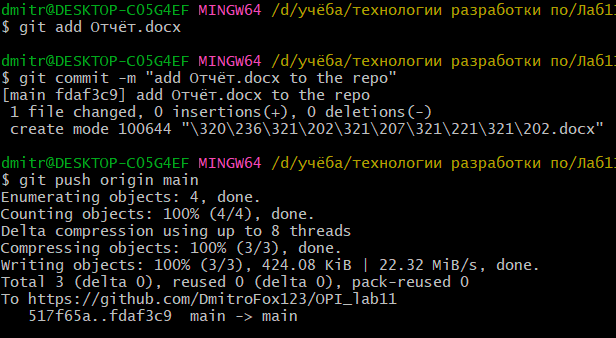 dmitr@DESKTOP-C05G4EF MINGW64 /d/учёба/технологии разработки по/Лаб11
$ git add Отчёт.docx
dmitr@DESKTOP-C05G4EF MINGW64 /d/учёба/технологии разработки по/Лаб11
$ git commit -m "add Отчёт.docx to the repo"
[main fdaf3c9] add Отчёт.docx to the repo
1 file changed, 0 insertions(+), 0 deletions(-)
create mode 100644 "\320\236\321\202\321\207\321\221\321\202.docx"
dmitr@DESKTOP-C05G4EF MINGW64 /d/учёба/технологии разработки по/Лаб11
$ git push origin main
Enumerating objects: 4, done.
Counting objects: 100% (4/4), done.
Delta compression using up to 8 threads
Compressing objects: 100% (3/3), done.
Writing objects: 100% (3/3), 424.08 KiB | 22.32 MiB/s, done.
Total 3 (delta 0), reused 0 (delta 0), pack-reused 0
To https://github.com/DmitroFox123/OPI_lab11
517f65a..fdaf3c9  main -> main